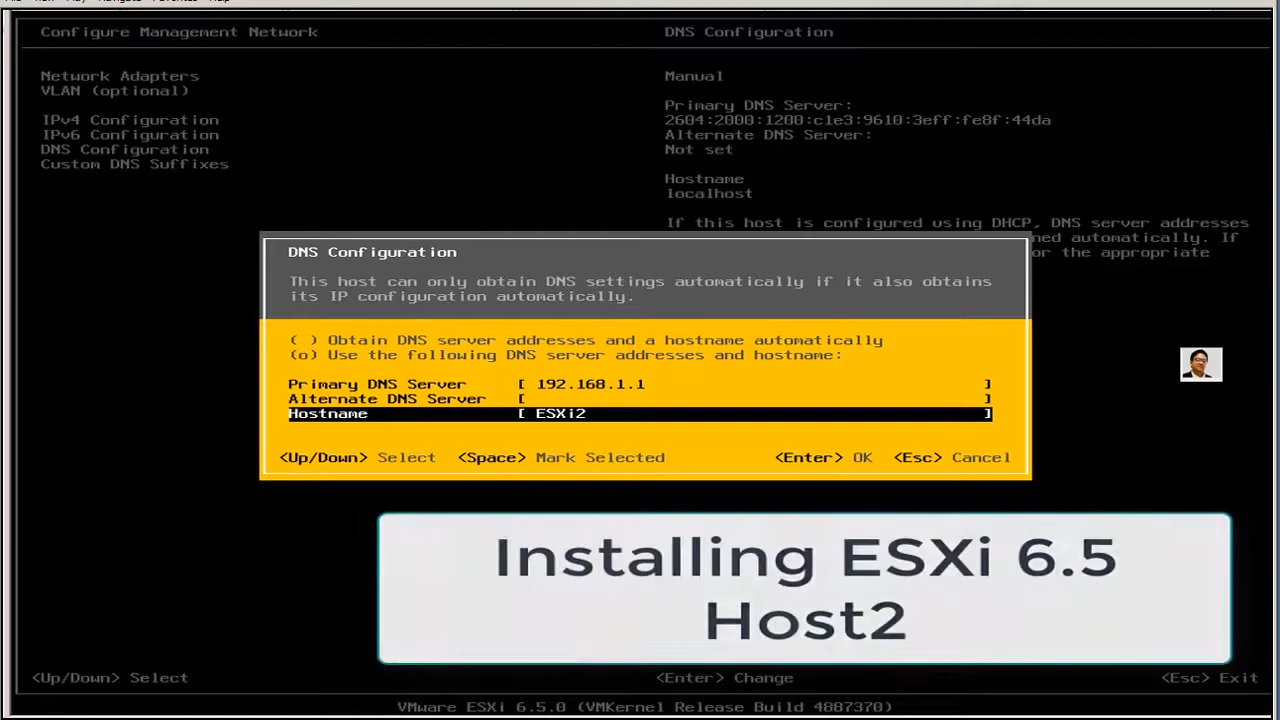 Configure Management Network
DNS Configuration
Network Adapters
VLAN (optional)
IPv4 Configuration
IPv6 Configuration
DNS Configuration
Custom DNS Suffixes
Manual
Primary DNS Server:
2604:2000:1200:c1e3:9610:3eff:fe8f:44da
Alternate DNS Server:
Not set
Hostname
localhost
If this host is configured using DHCP, DNS server addresses
ned automatically. If
or the appropriate
DNS Configuration
This host can only obtain DNS settings automatically if it also obtains
its IP configuration automatically.
( ) Obtain DNS server addresses and a hostname automatically
(o) Use the following DNS server addresses and hostname:
Primary DNS Server [ 192.168.1.1 ]
Alternate DNS Server [ ]
Hostname [ ESXi2 ]
<Up/Down> Select <Space> Mark Selected <Enter> OK <Esc> Cancel
Installing ESXi 6.5
Host2
<Up/Down> Select <Enter> Change <Esc> Exit
VMware ESXi 6.5.0 (VMKernel Release Build 4887370)